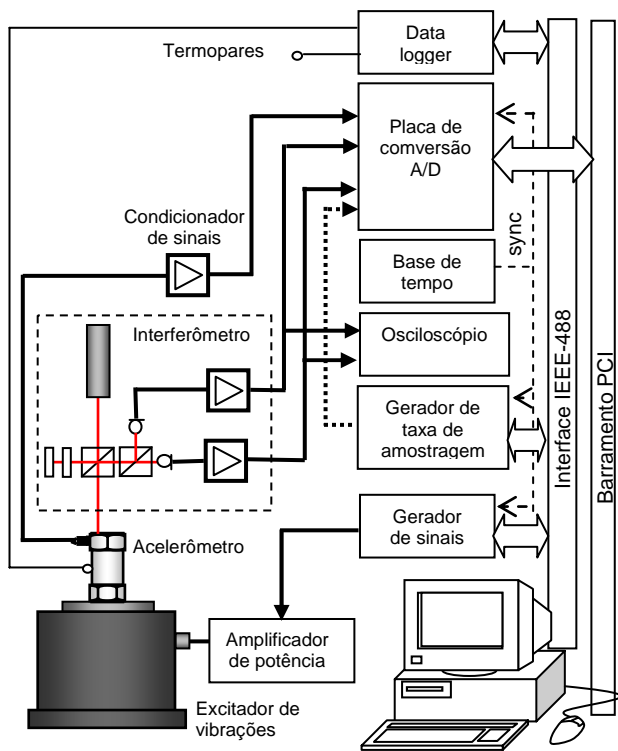 Data
logger
Termopares
Placa de
comversão
A/D
Condicionador
de sinais
sync
Base de
tempo
Interferômetro
Osciloscópio
Gerador de
taxa de
amostragem
Interface IEEE-488
Barramento PCI
Gerador
de sinais
Acelerômetro
Amplificador
de potência
Excitador de
vibrações